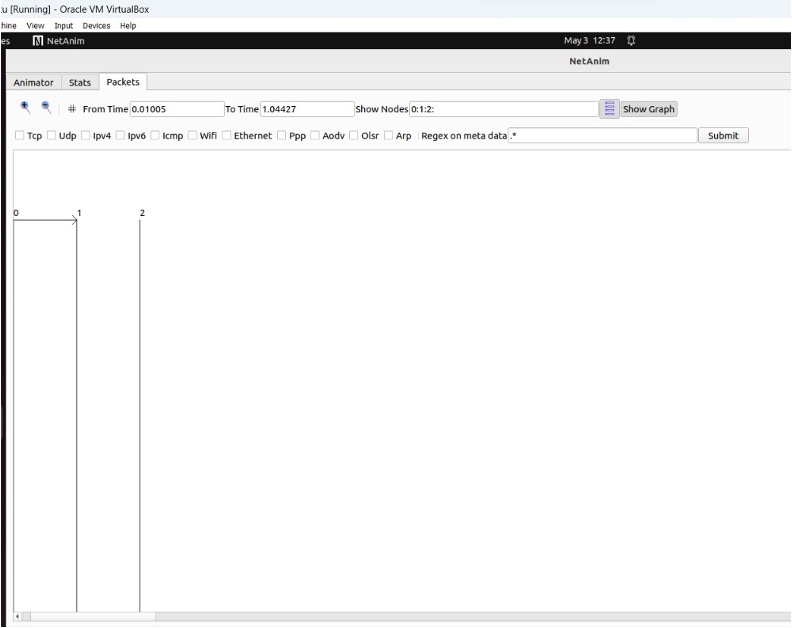 u [Running] - Oracle VM VirtualBox
hine View Input Devices Help
es NetAnim May 3 12:37
NetAnim
Animator Stats Packets
# From Time 0.01005 To Time 1.04427 Show Nodes 0:1:2: Show Graph
Tcp Udp Ipv4 Ipv6 Icmp Wifi Ethernet Ppp Aodv Olsr Arp Regex on meta data .* Submit
0 1 2